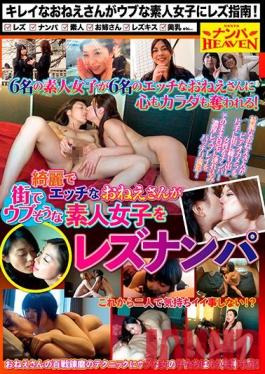 キレイなおねえさんがウブな素人女子にレズ指南!
レズ
ナンパ
素人
お姉さん
レズキス
美乳 etc...
ナンパ
HEAVEN
"6名の素人女子が6名のエッチなおねえさんに
心もカラダも奪われる!
綺麗で
エッチなおねえさんが
街で
ウブそうな素人女子を
レズナンパ
これから二人で気持ちイイ事しない!?
おねえさんの百戦錬磨のテクニックに